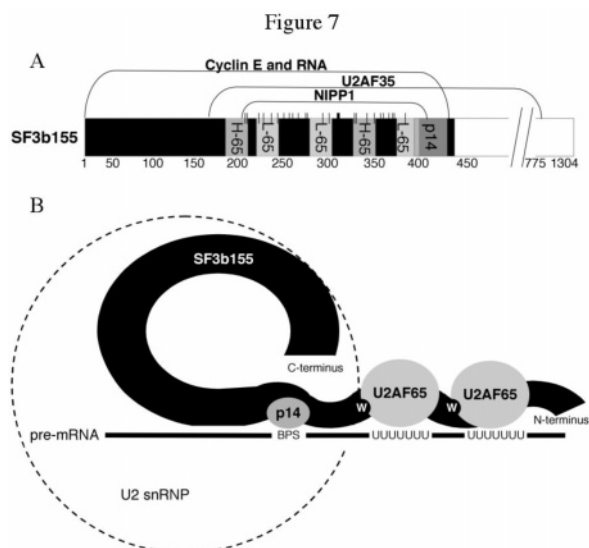 Figure 7
A
Cyclin E and RNA
U2AF35
NIPP1
SF3b155
H-65
L-65
L-65
H-65
L-65
p14
1 50 100 150 200 250 300 350 400 450 775 1304
B
SF3b155
C-terminus
U2AF65
U2AF65
p14
W
W
N-terminus
pre-mRNA
BPS
UUUUUUU
UUUUUUU
U2 snRNP